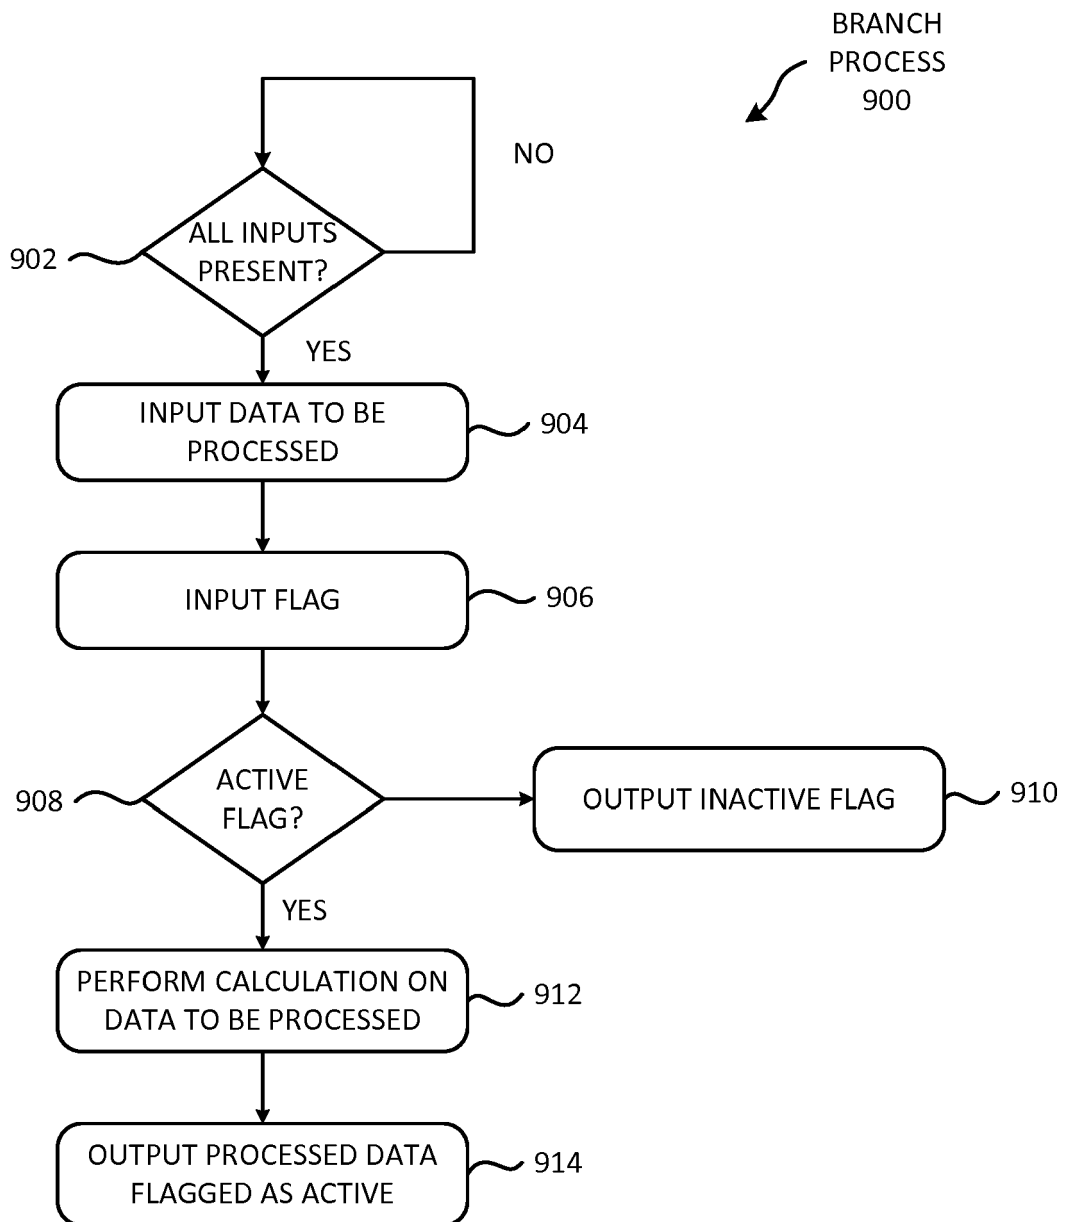 BRANCH
PROCESS
900
NO
ALL INPUTS
PRESENT?
902
YES
INPUT DATA TO BE
PROCESSED
904
INPUT FLAG
906
ACTIVE
FLAG?
908
OUTPUT INACTIVE FLAG
910
YES
PERFORM CALCULATION ON
DATA TO BE PROCESSED
912
OUTPUT PROCESSED DATA
FLAGGED AS ACTIVE
914